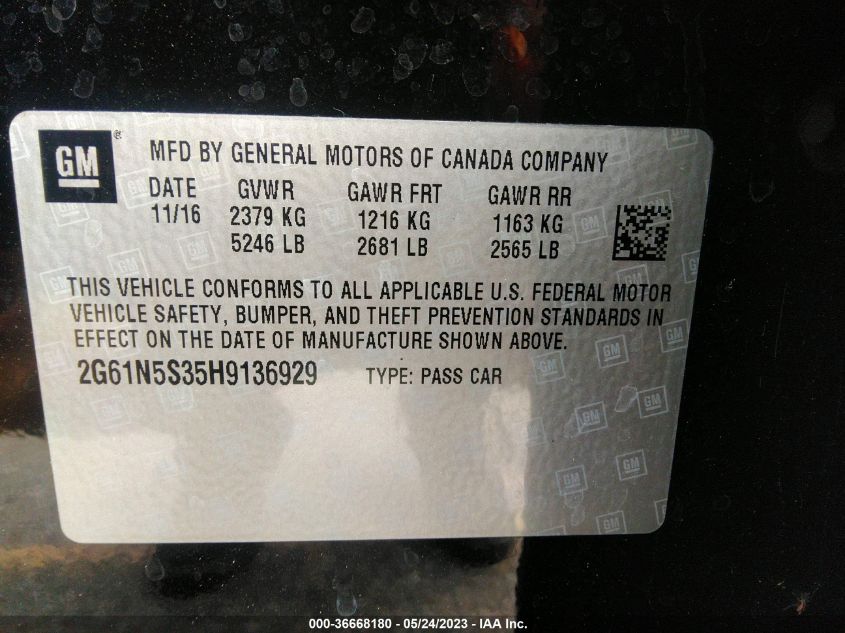 GM ® MFD BY GENERAL MOTORS OF CANADA COMPANY
DATE GVWR GAWR FRT GAWR RR
11/16 2379 KG 1216 KG 1163 KG
5246 LB 2681 LB 2565 LB
THIS VEHICLE CONFORMS TO ALL APPLICABLE U.S. FEDERAL MOTOR
VEHICLE SAFETY, BUMPER, AND THEFT PREVENTION STANDARDS IN
EFFECT ON THE DATE OF MANUFACTURE SHOWN ABOVE.
2G61N5S35H9136929 TYPE: PASS CAR
000-36668180 - 05/24/2023 - IAA Inc.